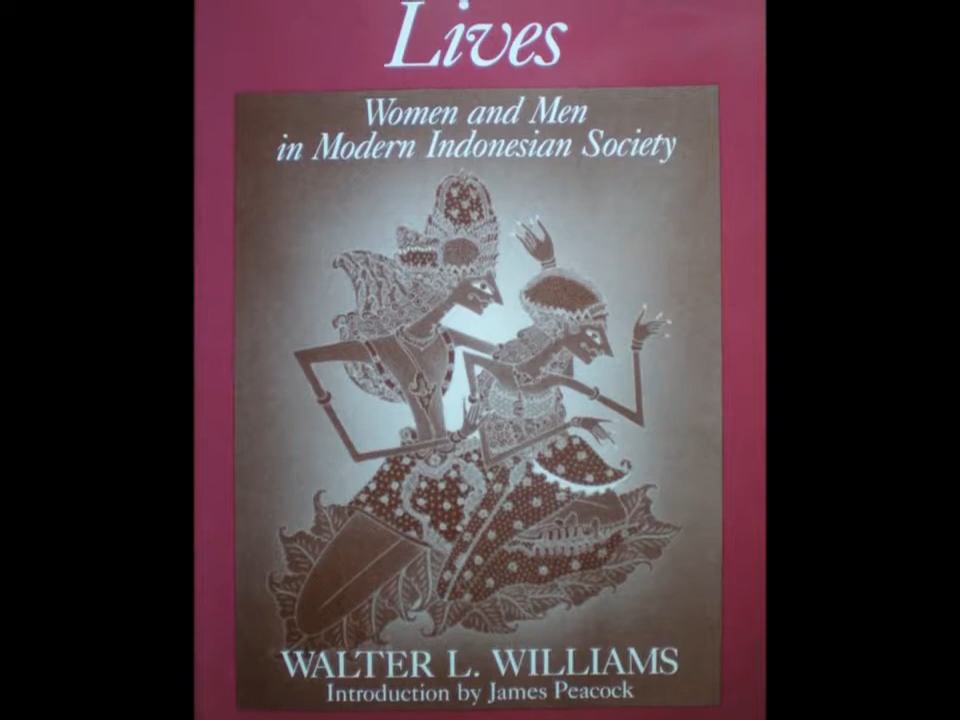 Lives
Women and Men
in Modern Indonesian Society
WALTER L. WILLIAMS
Introduction by James Peacock